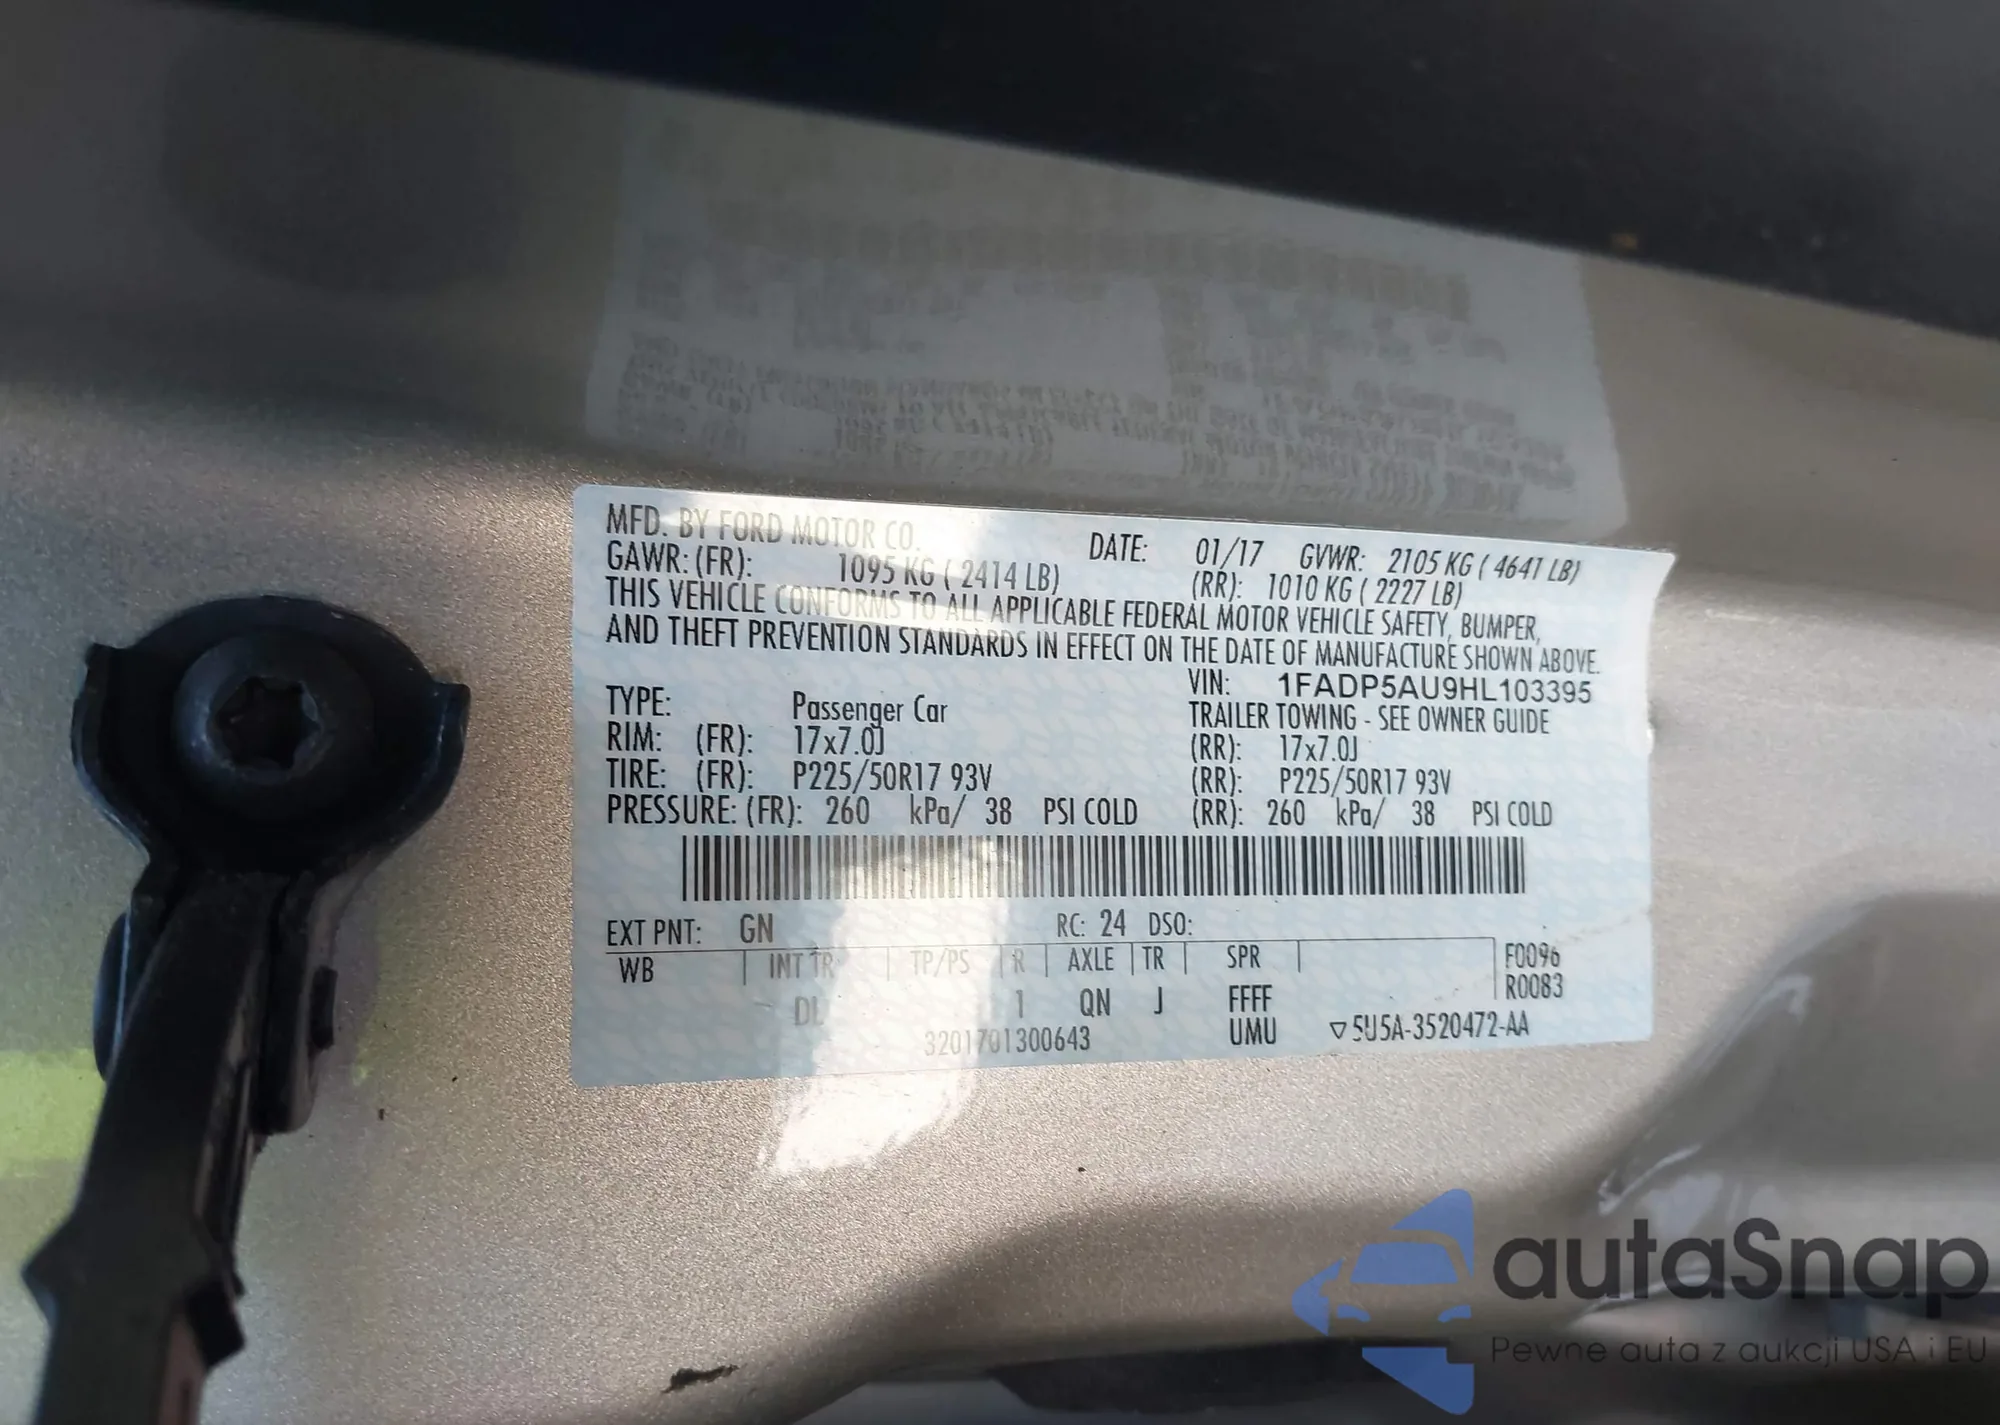 MFD. BY FORD MOTOR CO. DATE: 01/17 GVWR: 2105 KG ( 4641 LB)
GAWR: (FR): 1095 KG ( 2414 LB) (RR): 1010 KG ( 2227 LB)
THIS VEHICLE CONFORMS TO ALL APPLICABLE FEDERAL MOTOR VEHICLE SAFETY, BUMPER,
AND THEFT PREVENTION STANDARDS IN EFFECT ON THE DATE OF MANUFACTURE SHOWN ABOVE.
VIN: 1FADP5AU9HL103395
TYPE: Passenger Car TRAILER TOWING - SEE OWNER GUIDE
RIM: (FR): 17x7.0J (RR): 17x7.0J
TIRE: (FR): P225/50R17 93V (RR): P225/50R17 93V
PRESSURE: (FR): 260 kPa/ 38 PSI COLD (RR): 260 kPa/ 38 PSI COLD
EXT PNT: GN RC: 24 DSO:
WB INT TR TP/PS R AXLE TR SPR F0096
R0083
DL 1 QN J FFFF
3201701300643 UMU ▽5U5A-3520472-AA
autaSnap
Pewne auta z aukcji USA i EU